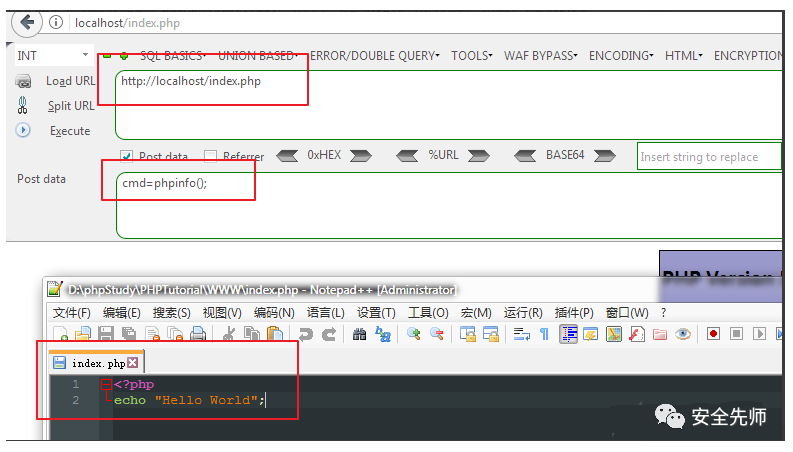 localhost/index.php
INT SQL BASICS UNION BASED ERROR/DOUBLE QUERY TOOLS WAF BYPASS ENCODING HTML ENCRYPTION
Load URL
http://localhost/index.php
Split URL
Execute
Post data Referrer 0xHEX %URL BASE64 Insert string to replace
Post data
cmd=phpinfo();
PHP Version
D:\phpStudy\PHPTutorial\WWW\index.php - Notepad++ [Administrator]
文件(F) 编辑(E) 搜索(S) 视图(V) 编码(N) 语言(L) 设置(T) 工具(O) 宏(M) 运行(R) 插件(P) 窗口(W) ?
index.php
1 <?php
2 echo "Hello World";
安全先师